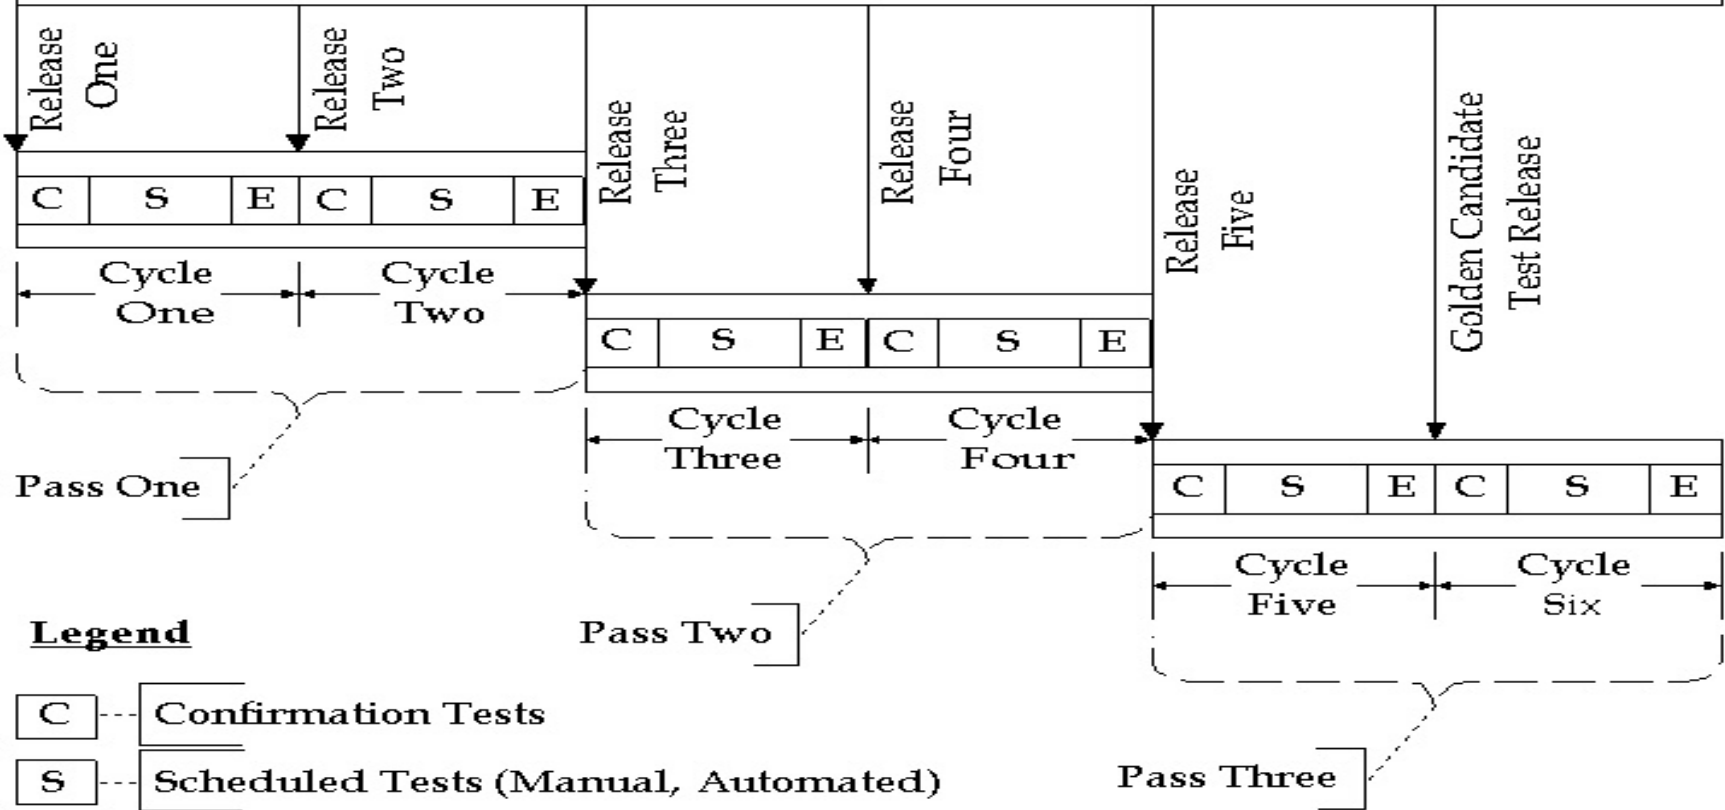 Release
One
Release
Two
Release
Three
Release
Four
Release
Five
Golden Candidate
Test Release
C S E C S E
Cycle
One
Cycle
Two
C S E C S E
Cycle
Three
Cycle
Four
C S E C S E
Cycle
Five
Cycle
Six
Pass One
Pass Two
Pass Three
Legend
C Confirmation Tests
S Scheduled Tests (Manual, Automated)